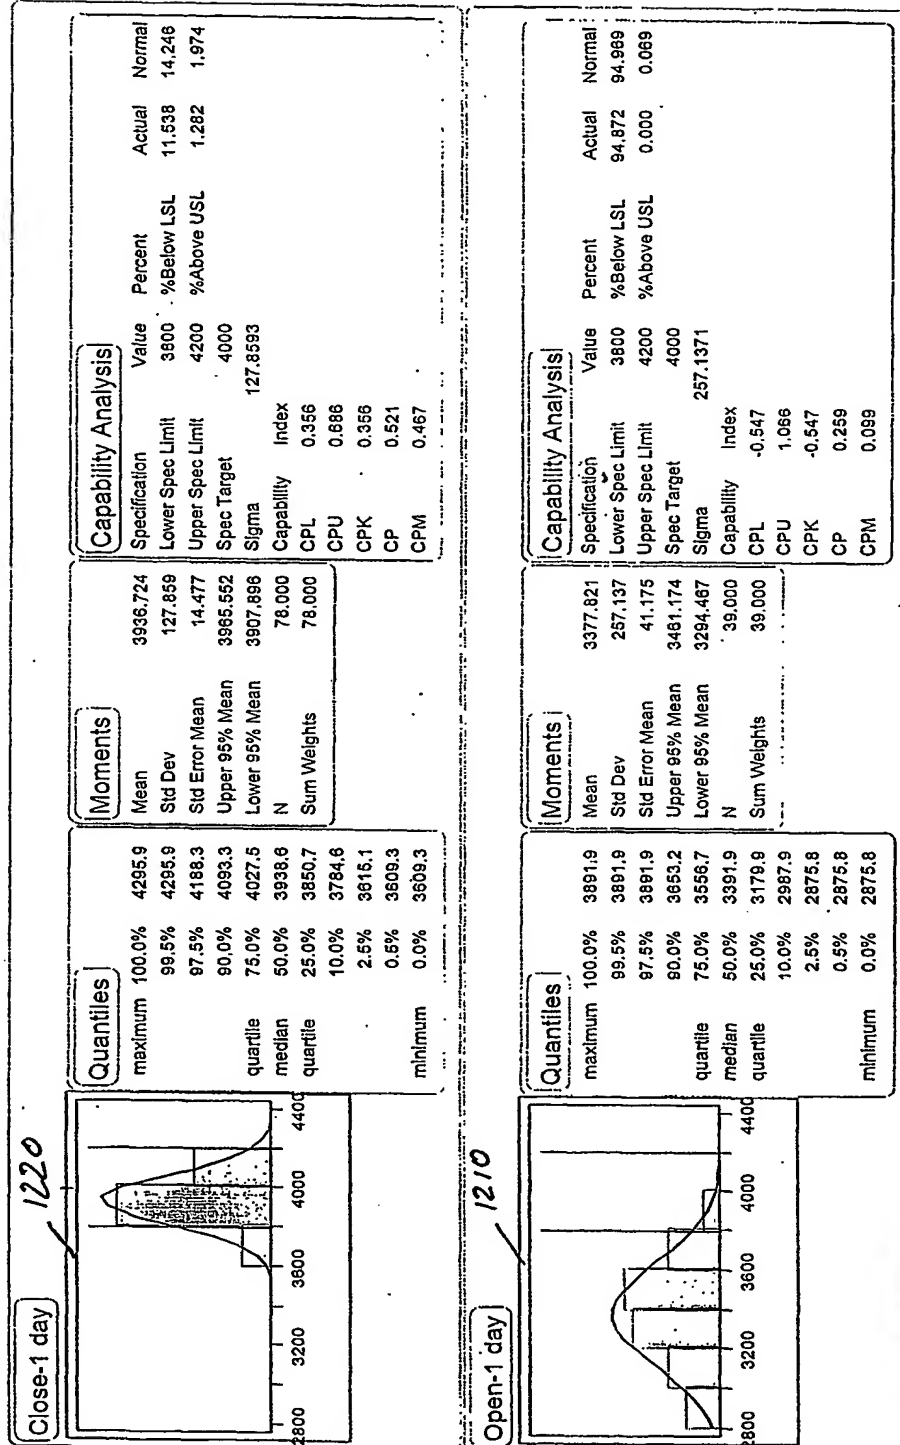 Close-1 day
1220
2800 3200 3600 4000 4400
Quantiles
maximum 100.0% 4295.9
99.5% 4295.9
97.5% 4188.3
90.0% 4093.3
quartile 75.0% 4027.5
median 50.0% 3938.6
quartile 25.0% 3850.7
10.0% 3784.6
2.5% 3615.1
0.5% 3609.3
minimum 0.0% 3609.3
Moments
Mean 3936.724
Std Dev 127.859
Std Error Mean 14.477
Upper 95% Mean 3965.552
Lower 95% Mean 3907.896
N 78.000
Sum Weights 78.000
Capability Analysis
Specification Value Percent Actual Normal
Lower Spec Limit 3800 %Below LSL 11.538 14.246
Upper Spec Limit 4200 %Above USL 1.282 1.974
Spec Target 4000
Sigma 127.8593
Capability Index
CPL 0.356
CPU 0.686
CPK 0.356
CP 0.521
CPM 0.467
Open-1 day
1210
2800 3200 3600 4000 4400
Quantiles
maximum 100.0% 3891.9
99.5% 3891.9
97.5% 3891.9
90.0% 3653.2
quartile 75.0% 3556.7
median 50.0% 3391.9
quartile 25.0% 3179.9
10.0% 2987.9
2.5% 2875.8
0.5% 2875.8
minimum 0.0% 2875.8
Moments
Mean 3377.821
Std Dev 257.137
Std Error Mean 41.175
Upper 95% Mean 3461.174
Lower 95% Mean 3294.467
N 39.000
Sum Weights 39.000
Capability Analysis
Specification Value Percent Actual Normal
Lower Spec Limit 3800 %Below LSL 94.872 94.969
Upper Spec Limit 4200 %Above USL 0.000 0.069
Spec Target 4000
Sigma 257.1371
Capability Index
CPL -0.547
CPU 1.066
CPK -0.547
CP 0.259
CPM 0.099